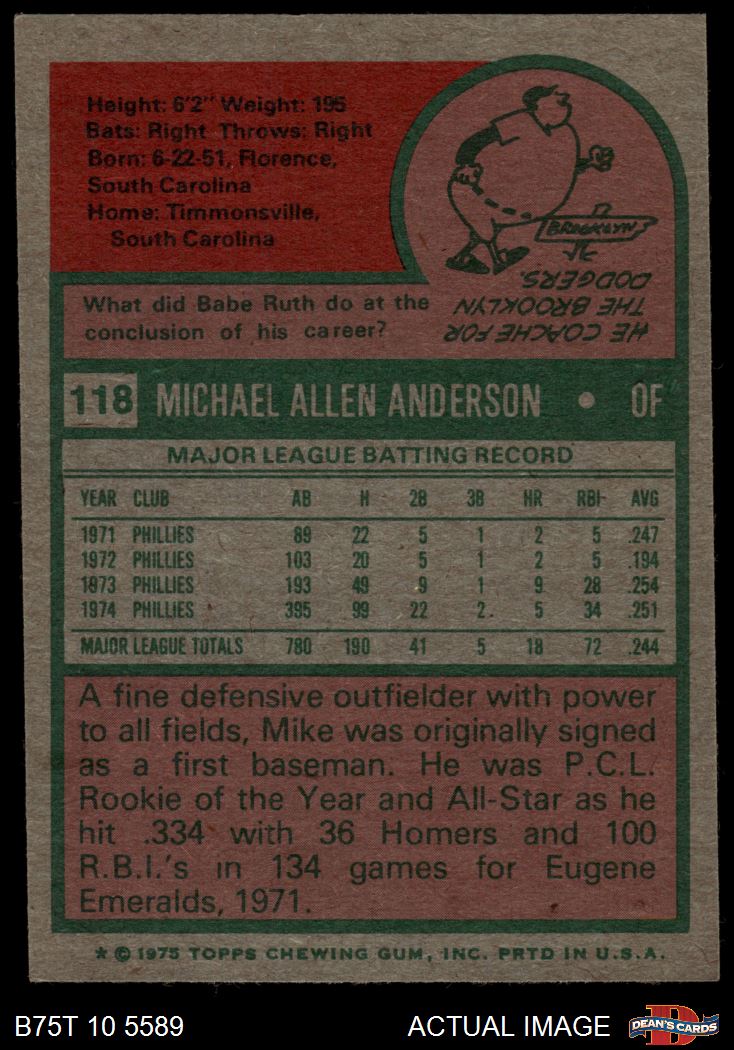 Height: 6'2" Weight: 195
Bats: Right Throws: Right
Born: 6-22-51, Florence,
South Carolina
Home: Timmonsville,
South Carolina
BROOKLYN
What did Babe Ruth do at the
conclusion of his career?
HE COACHE FOR
THE BROOKLYN
DODGERS.
118 MICHAEL ALLEN ANDERSON • OF
MAJOR LEAGUE BATTING RECORD
YEAR CLUB AB H 2B 3B HR RBI AVG
1971 PHILLIES 89 22 5 1 2 5 .247
1972 PHILLIES 103 20 5 1 2 5 .194
1873 PHILLIES 193 49 9 1 9 28 .254
1974 PHILLIES 395 99 22 2. 5 34 .251
MAJOR LEAGUE TOTALS 780 190 41 5 18 72 .244
A fine defensive outfielder with power
to all fields, Mike was originally signed
as a first baseman. He was P.C.L.
Rookie of the Year and All-Star as he
hit .334 with 36 Homers and 100
R.B.I.'s in 134 games for Eugene
Emeralds, 1971.
* © 1975 TOPPS CHEWING GUM, INC. PRTD IN U.S.A.
B75T 10 5589 ACTUAL IMAGE DEAN'S CARDS